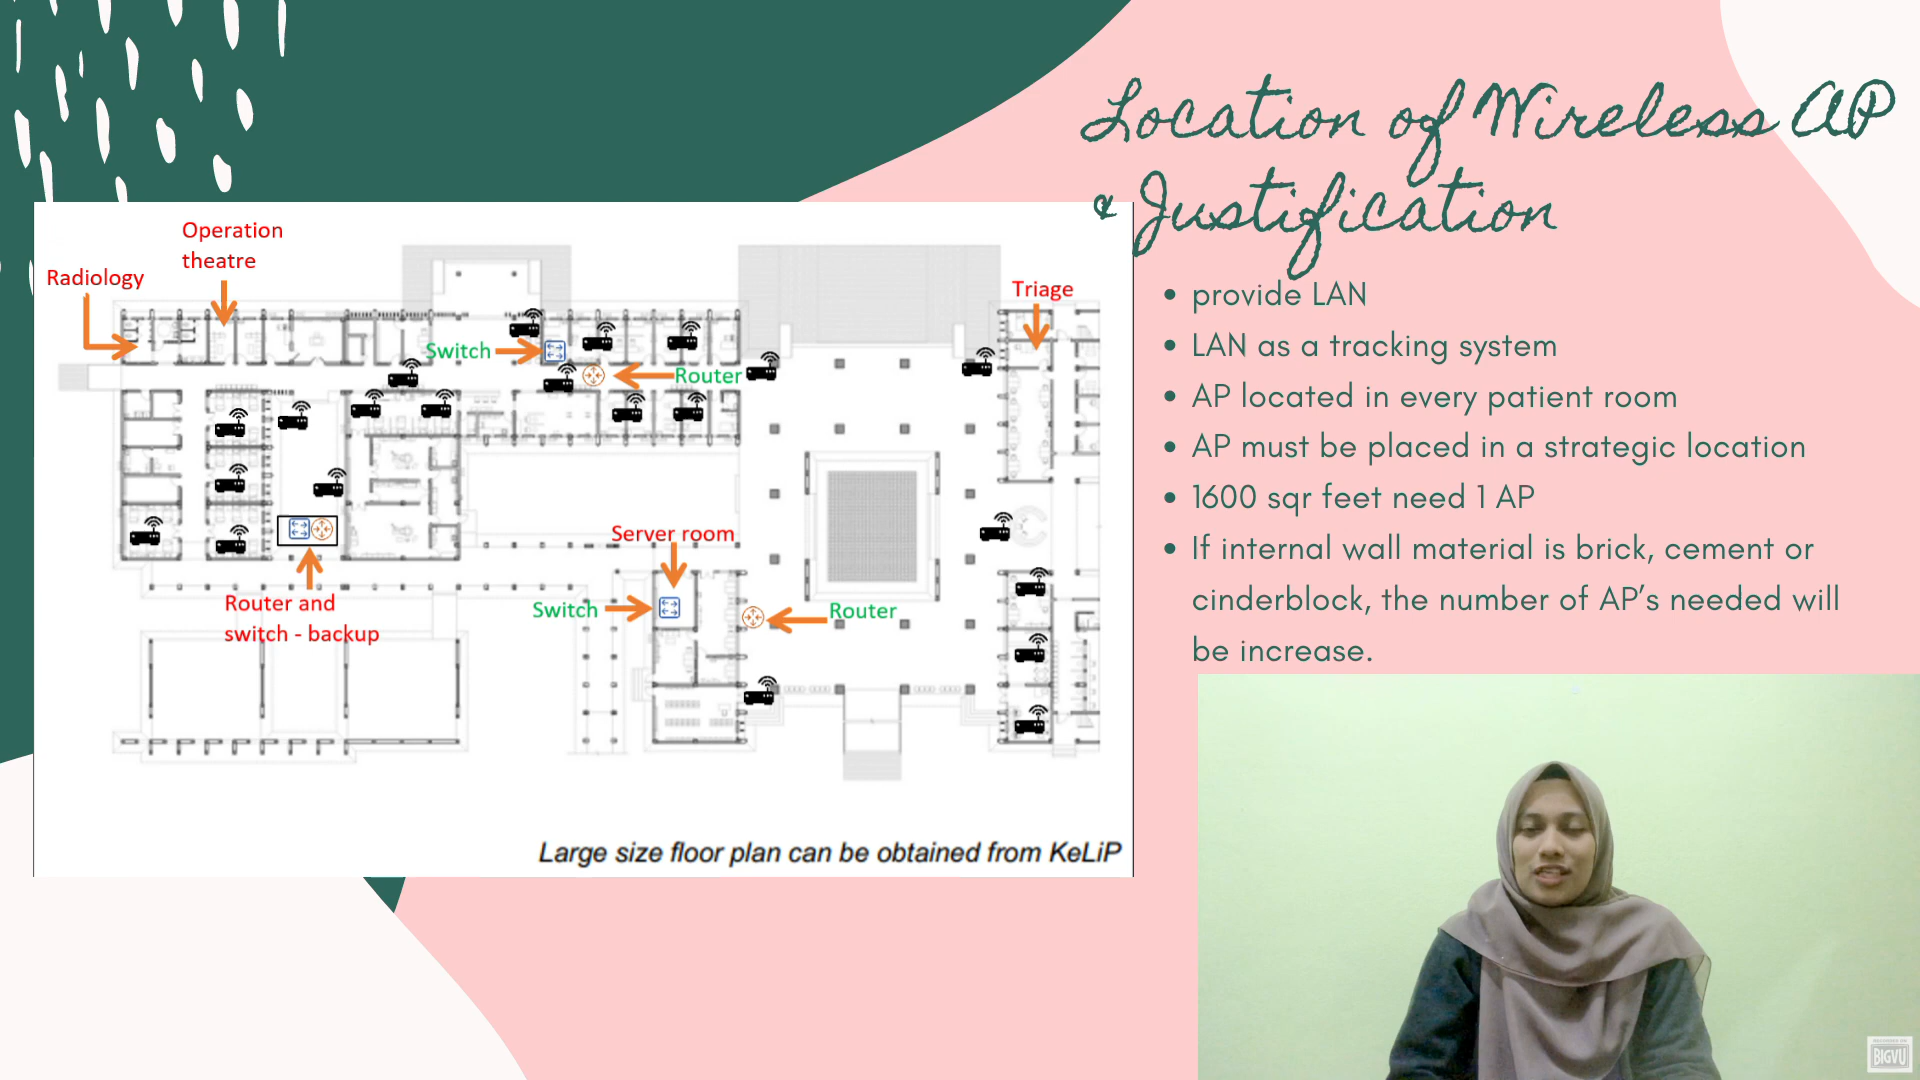 Location of Wireless AP
& Justification
Operation
theatre
Radiology
Triage
Switch
Router
Server room
Switch
Router
Router and
switch - backup
Large size floor plan can be obtained from KeLiP
provide LAN
LAN as a tracking system
AP located in every patient room
AP must be placed in a strategic location
1600 sqr feet need 1 AP
If internal wall material is brick, cement or
cinderblock, the number of AP's needed will
be increase.
BIGVU